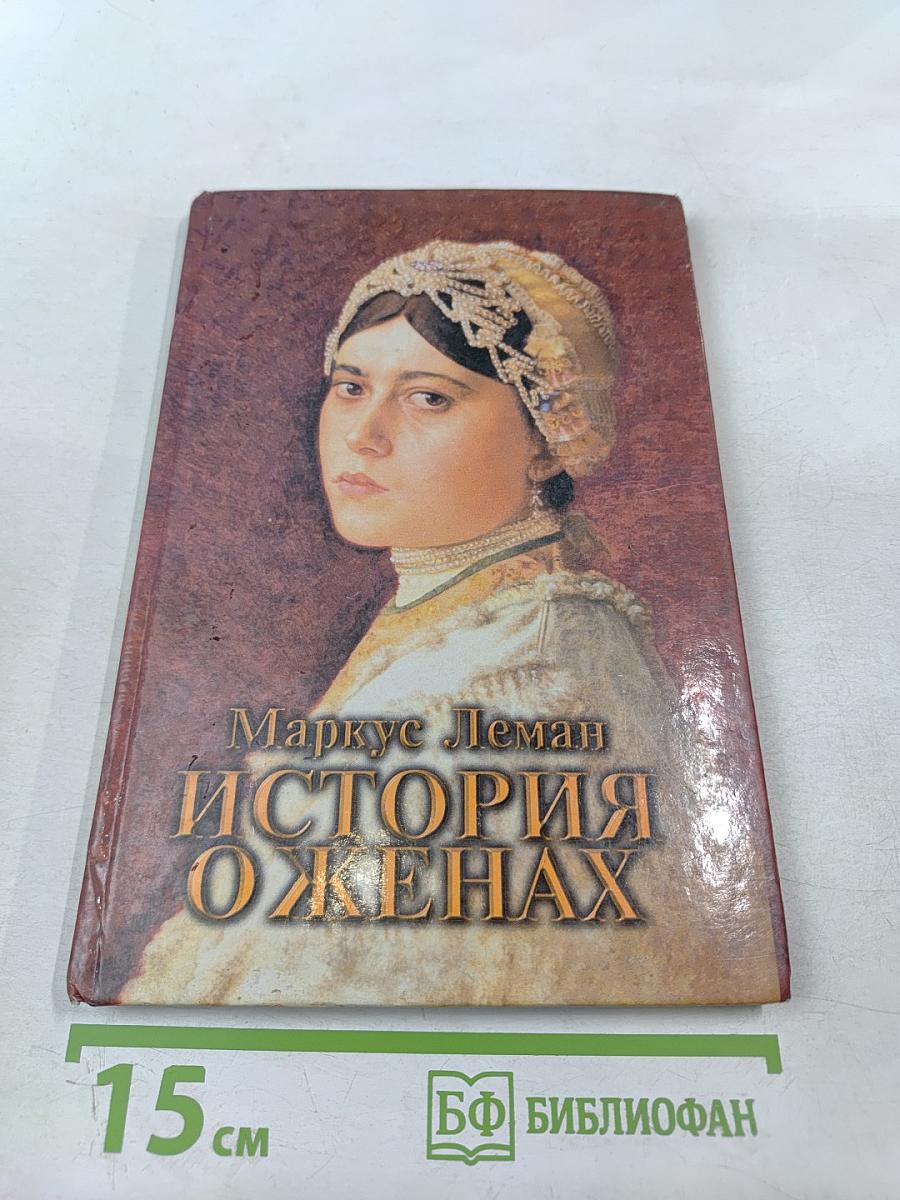 Маркус Леман
ИСТОРИЯ
О ЖЕНАХ
15 см
БФ БИБЛИОФАН